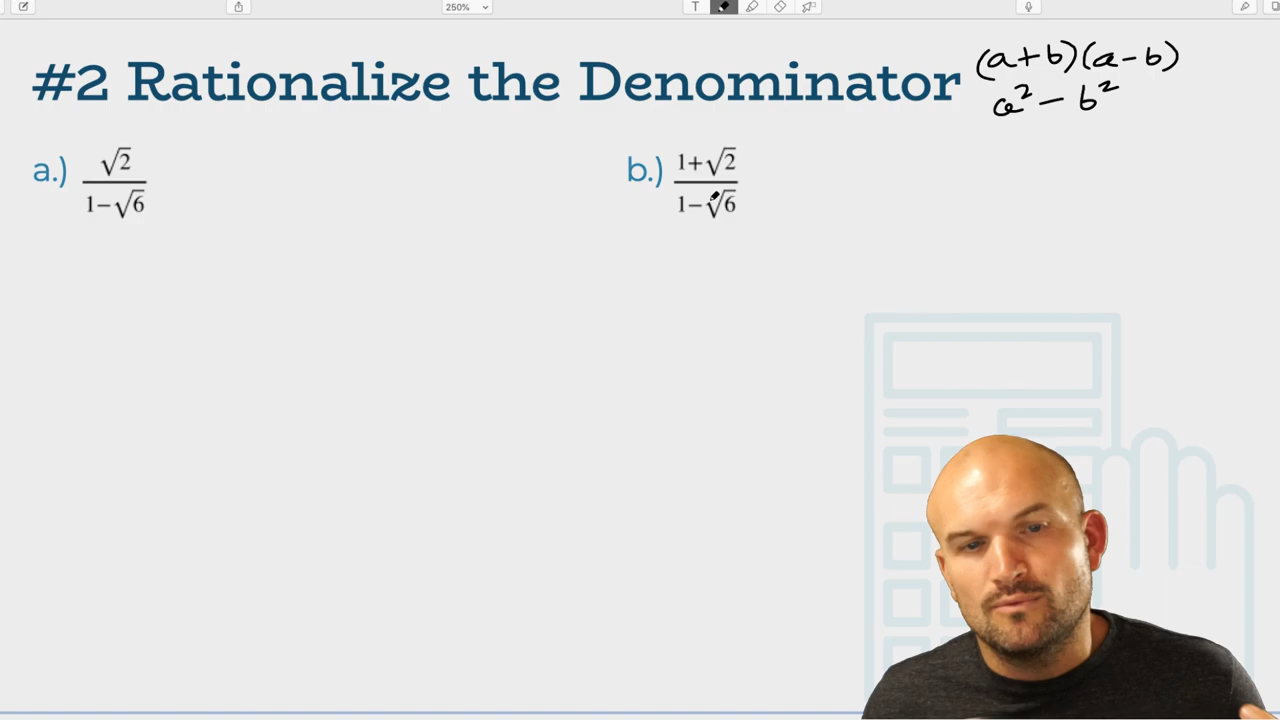 250%
T
#2 Rationalize the Denominator
(a+b)(a-b)
a² - b²
a.) √2
1-√6
b.) 1+√2
1-√6